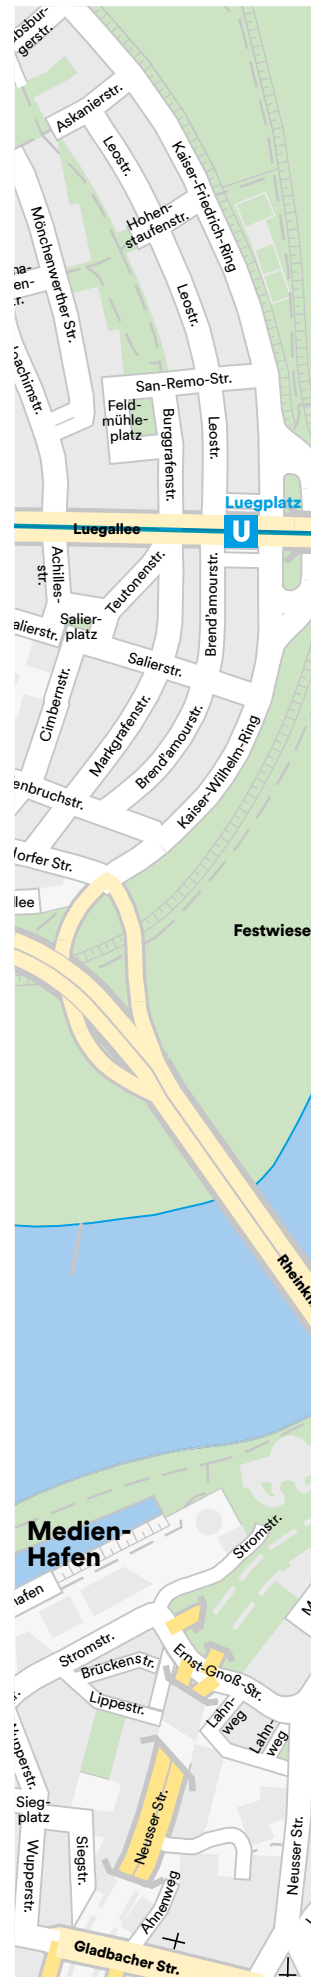 gerstr.
Askanierstr.
Leostr.
Kaiser-Friedrich-Ring
Hohen-
staufenstr.
Mönchenwerther Str.
Leostr.
San-Remo-Str.
Feld-
mühle-
platz
Burggrafenstr.
Leostr.
Luegplatz
U
Luegallee
Achilles-
str.
Teutonenstr.
Brend'amourstr.
Salier-
platz
Salierstr.
Cimbernstr.
Markgrafenstr.
Brend'amourstr.
Kaiser-Wilhelm-Ring
Festwiese
Medien-
Hafen
Stromstr.
Stromstr.
Brückenstr.
Ernst-Gnoß-Str.
Lippestr.
Lahn-
weg
Lahn-
weg
Sieg-
platz
Wupperstr.
Siegstr.
Neusser Str.
Neusser Str.
Ahnenweg
Gladbacher Str.